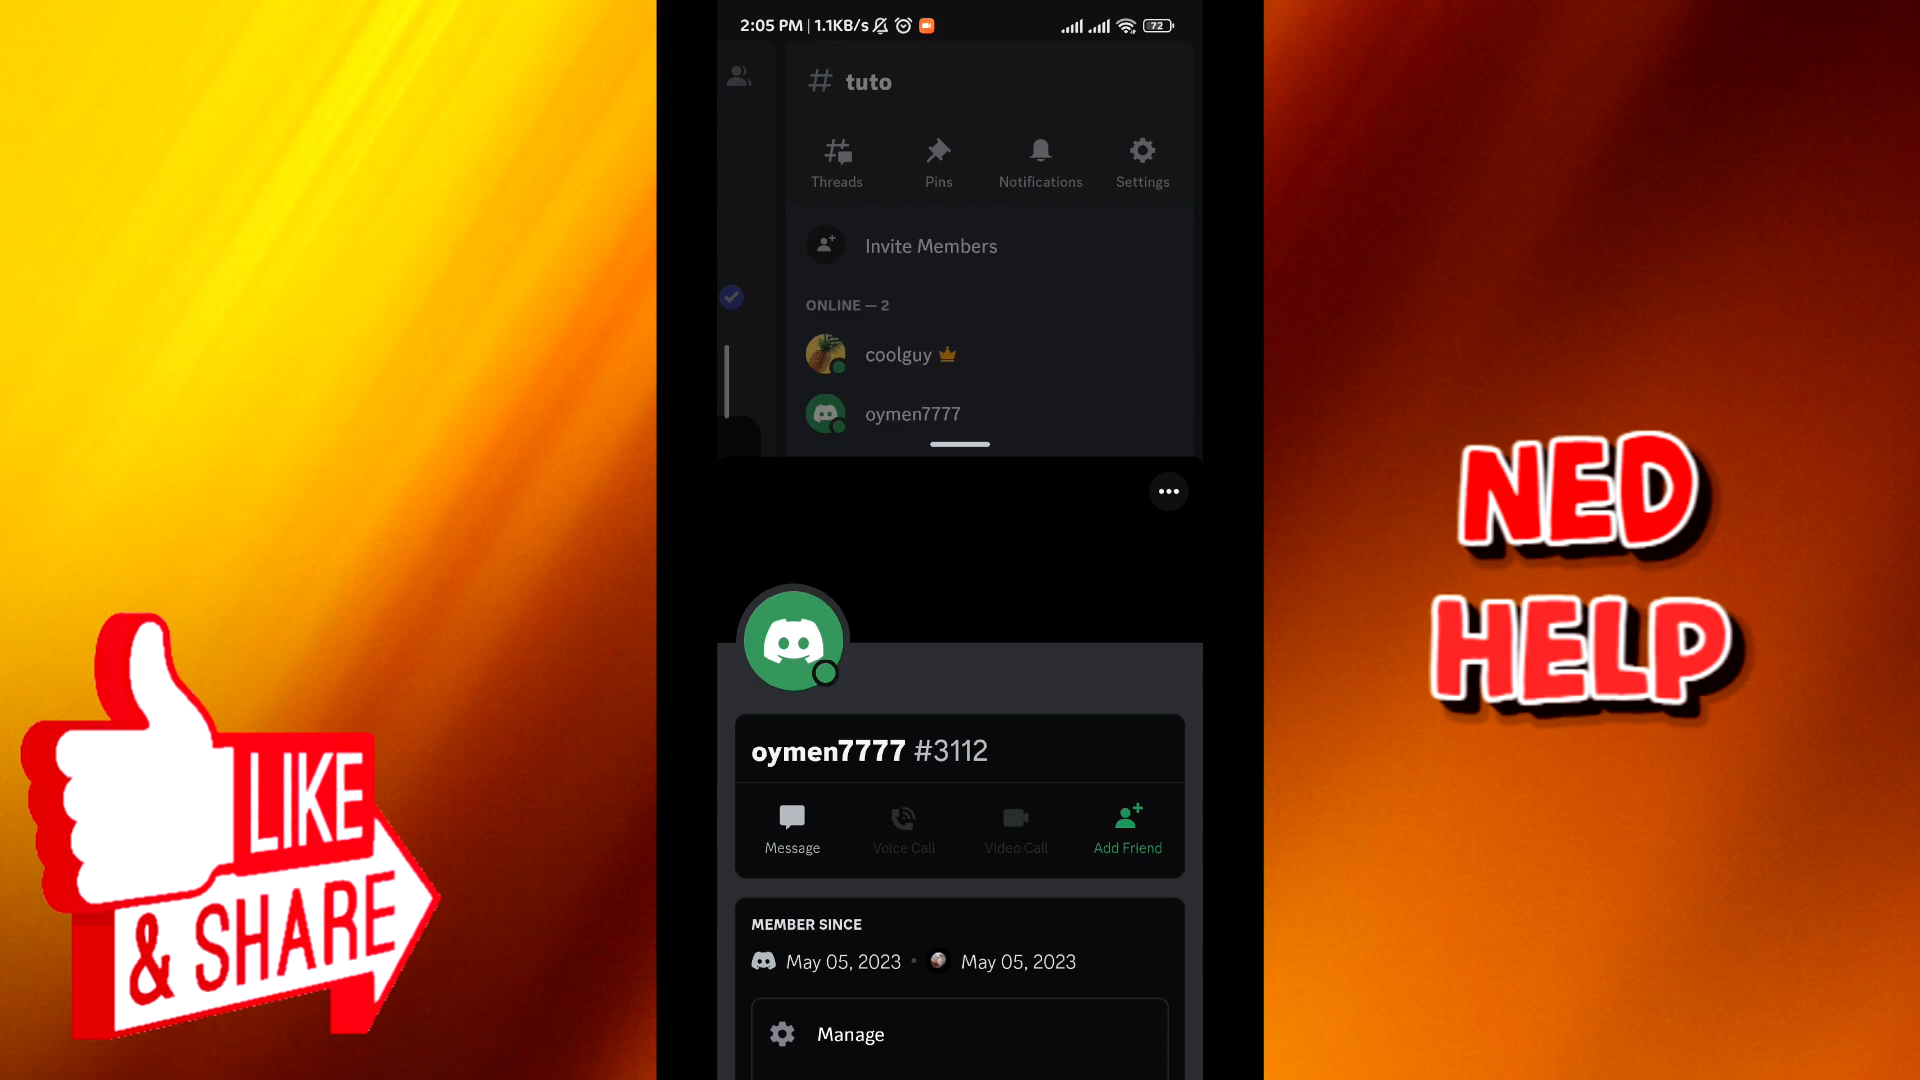 2:05 PM | 1.1KB/s
72
# tuto
Threads
Pins
Notifications
Settings
Invite Members
ONLINE — 2
coolguy
oymen7777
oymen7777 #3112
Message
Voice Call
Video Call
Add Friend
MEMBER SINCE
May 05, 2023 • May 05, 2023
Manage
LIKE
& SHARE
NED
HELP